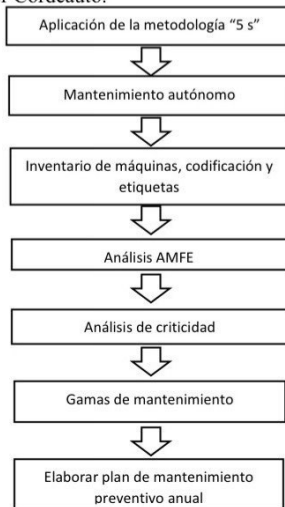 Cordeauto.
Aplicación de la metodología “5 s”
Mantenimiento autónomo
Inventario de máquinas, codificación y
etiquetas
Análisis AMFE
Análisis de criticidad
Gamas de mantenimiento
Elaborar plan de mantenimiento
preventivo anual